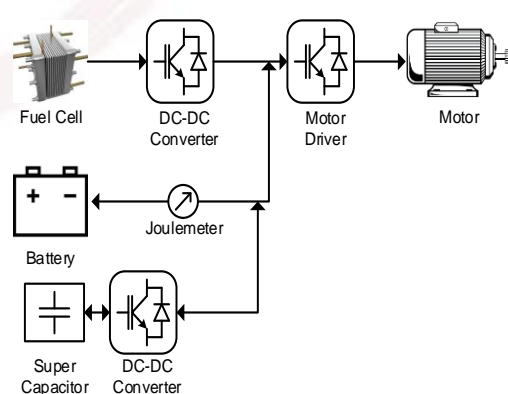 Fuel Cell
DC-DC
Converter
Motor
Driver
Motor
+ -
Joulemeter
Battery
Super
Capacitor
DC-DC
Converter